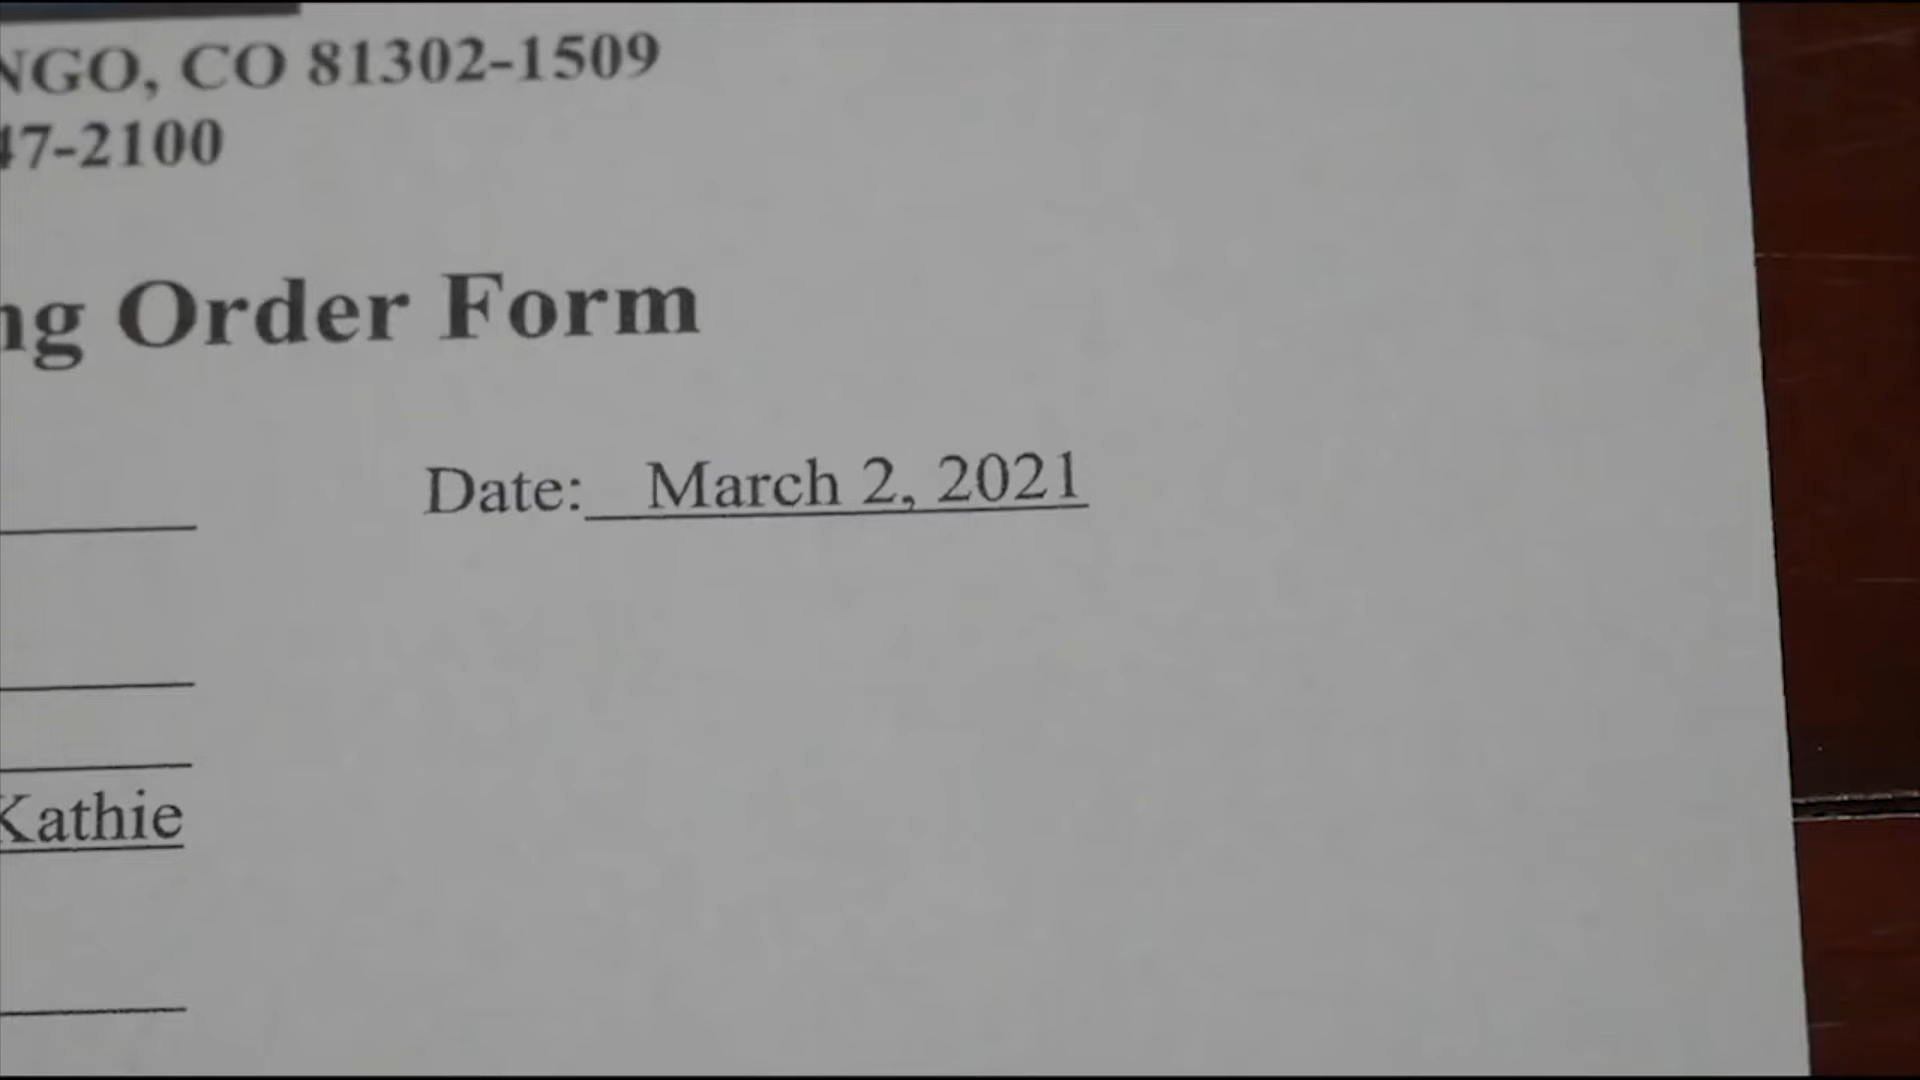 NGO, CO 81302-1509
47-2100
ng Order Form
Date: March 2, 2021
Kathie